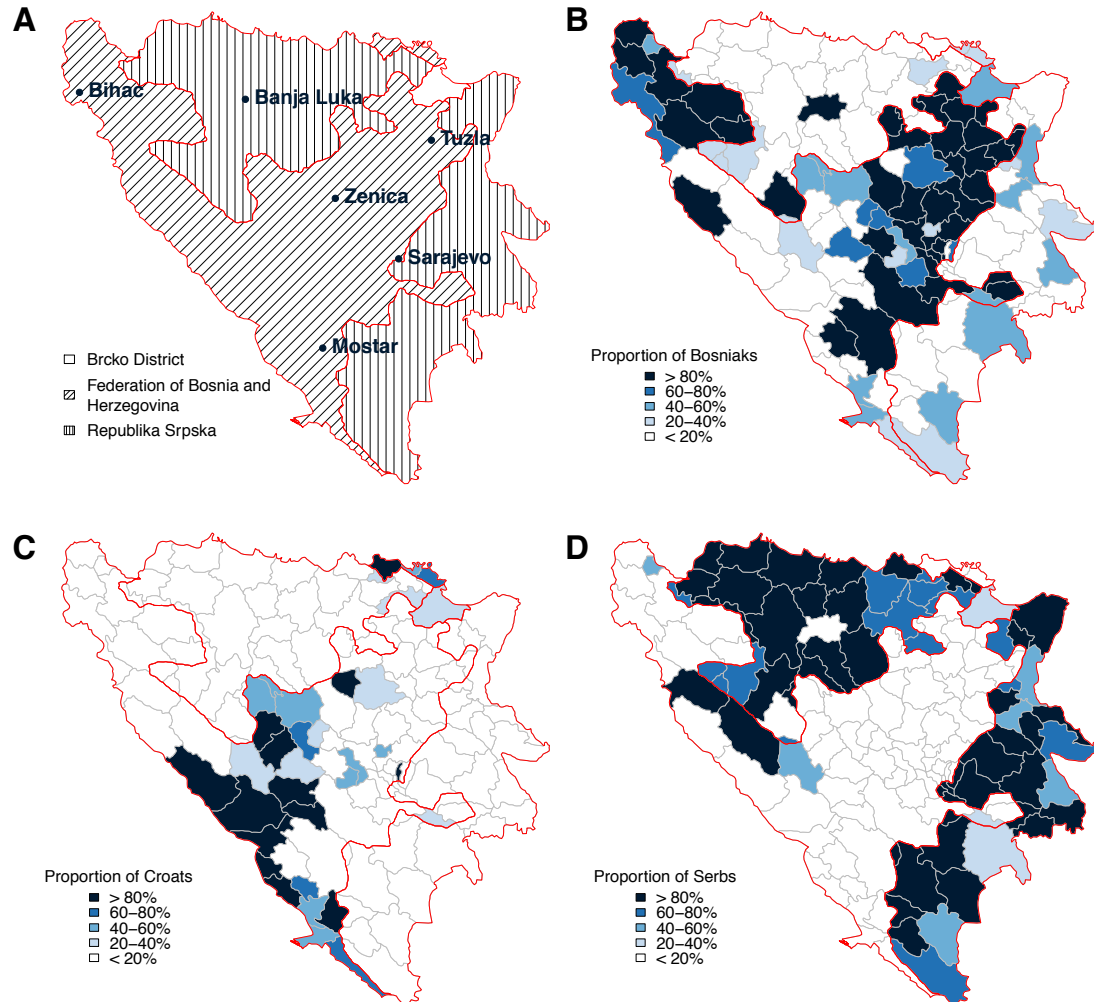 A
Bihac
Banja Luka
Tuzla
Zenica
Sarajevo
Mostar
Brcko District
Federation of Bosnia and
Herzegovina
Republika Srpska
B
Proportion of Bosniaks
> 80%
60–80%
40–60%
20–40%
< 20%
C
Proportion of Croats
> 80%
60–80%
40–60%
20–40%
< 20%
D
Proportion of Serbs
> 80%
60–80%
40–60%
20–40%
< 20%